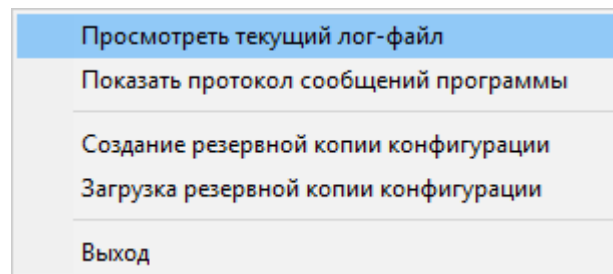 Просмотреть текущий лог-файл
Показать протокол сообщений программы
Создание резервной копии конфигурации
Загрузка резервной копии конфигурации
Выход